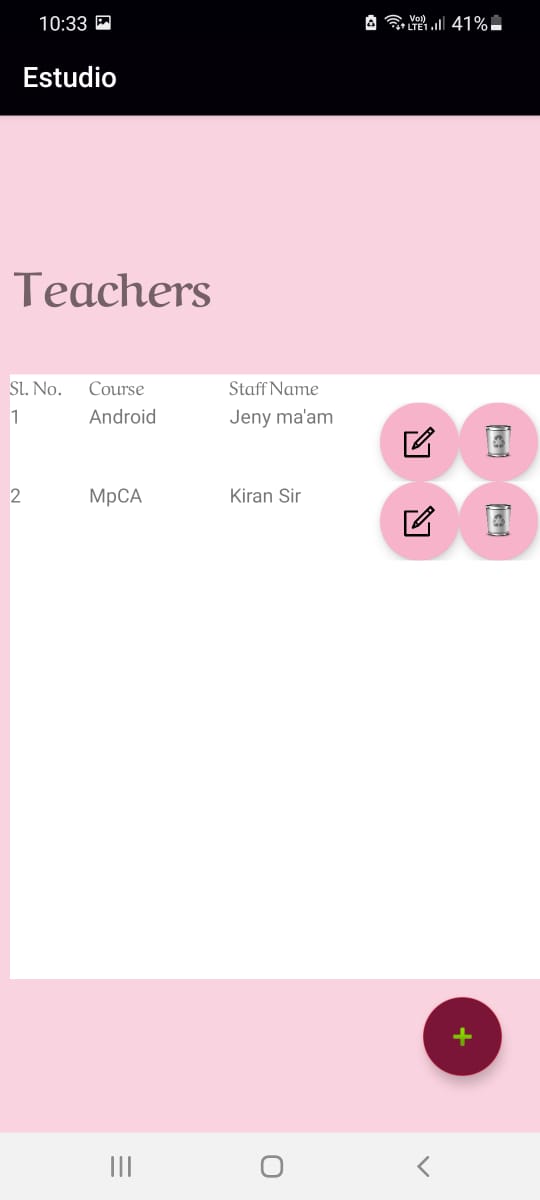 10:33 Vo)) LTE1 41%
Estudio
Teachers
Sl. No. Course Staff Name
1 Android Jeny ma'am
2 MpCA Kiran Sir
+